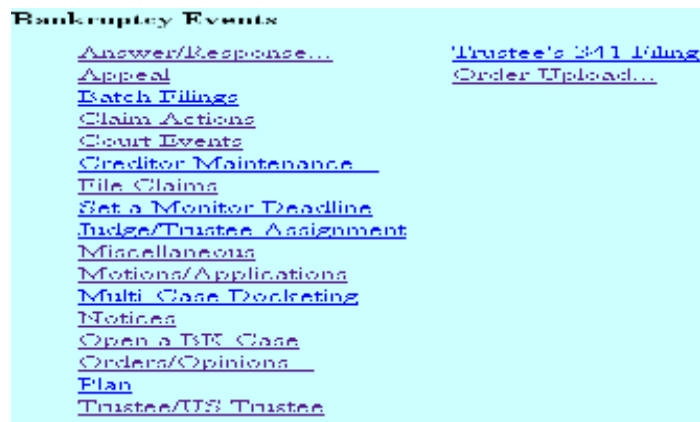 Bankruptcy Events
Answer/Response...
Appeal
Batch Filings
Claim Actions
Court Events
Creditor Maintenance...
File Claims
Set a Monitor Deadline
Judge/Trustee Assignment
Miscellaneous
Motions/Applications
Multi-Case Docketing
Notices
Open a BK Case
Orders/Opinions...
Plan
Trustee/US Trustee
Trustee's 341 Filing
Order Upload...